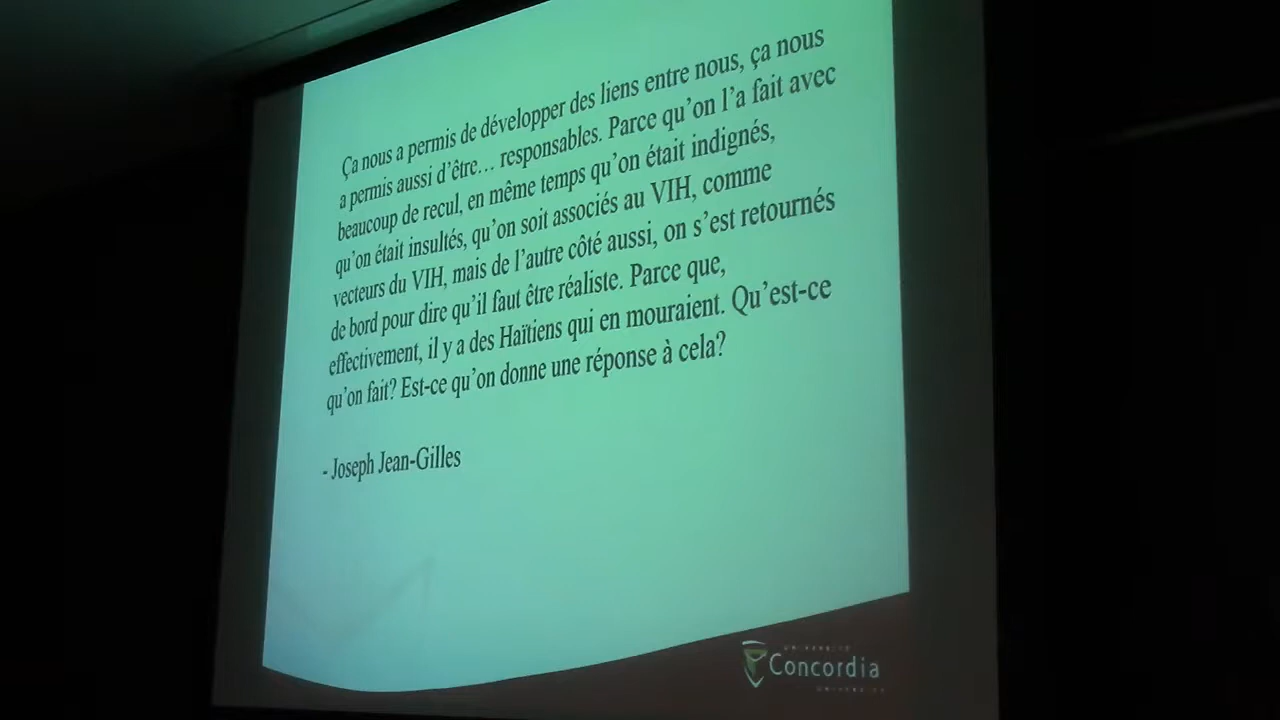 Ça nous a permis de développer des liens entre nous, ça nous
a permis aussi d'être… responsables. Parce qu'on l'a fait avec
beaucoup de recul, en même temps qu'on était indignés,
qu'on était insultés, qu'on soit associés au VIH, comme
vecteurs du VIH, mais de l'autre côté aussi, on s'est retournés
de bord pour dire qu'il faut être réaliste. Parce que,
effectivement, il y a des Haïtiens qui en mouraient. Qu'est-ce
qu'on fait? Est-ce qu'on donne une réponse à cela?
- Joseph Jean-Gilles
Concordia